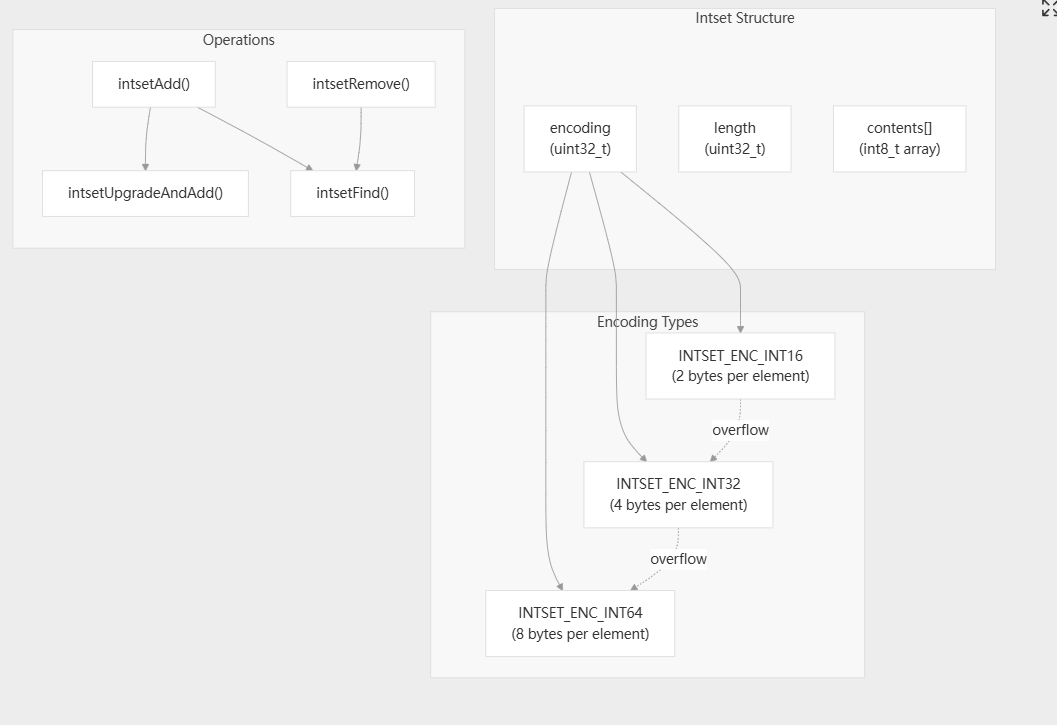 Operations
intsetAdd()
intsetRemove()
intsetUpgradeAndAdd()
intsetFind()
Intset Structure
encoding
(uint32_t)
length
(uint32_t)
contents[]
(int8_t array)
Encoding Types
INTSET_ENC_INT16
(2 bytes per element)
overflow
INTSET_ENC_INT32
(4 bytes per element)
overflow
INTSET_ENC_INT64
(8 bytes per element)